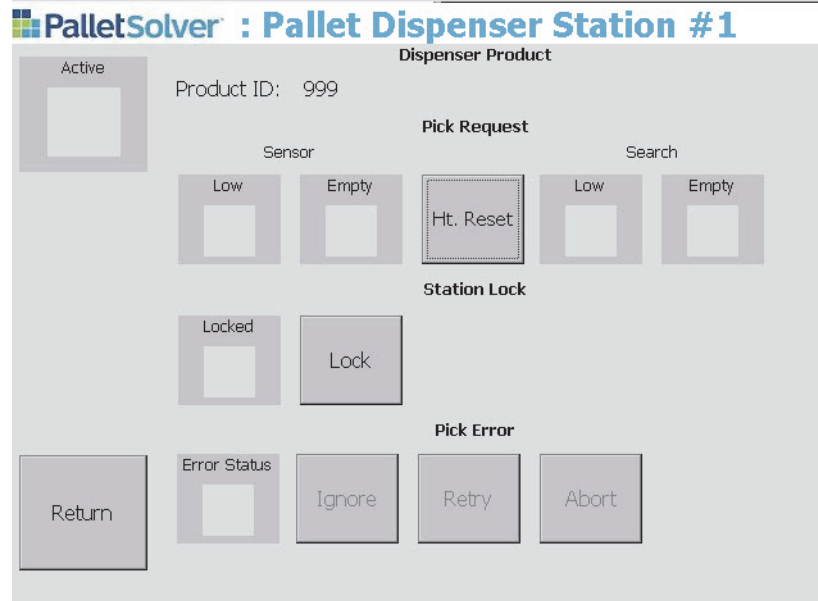 PalletSolver : Pallet Dispenser Station #1
Dispenser Product
Active
Product ID: 999
Pick Request
Sensor Search
Low Empty Ht. Reset Low Empty
Station Lock
Locked Lock
Pick Error
Return Error Status Ignore Retry Abort